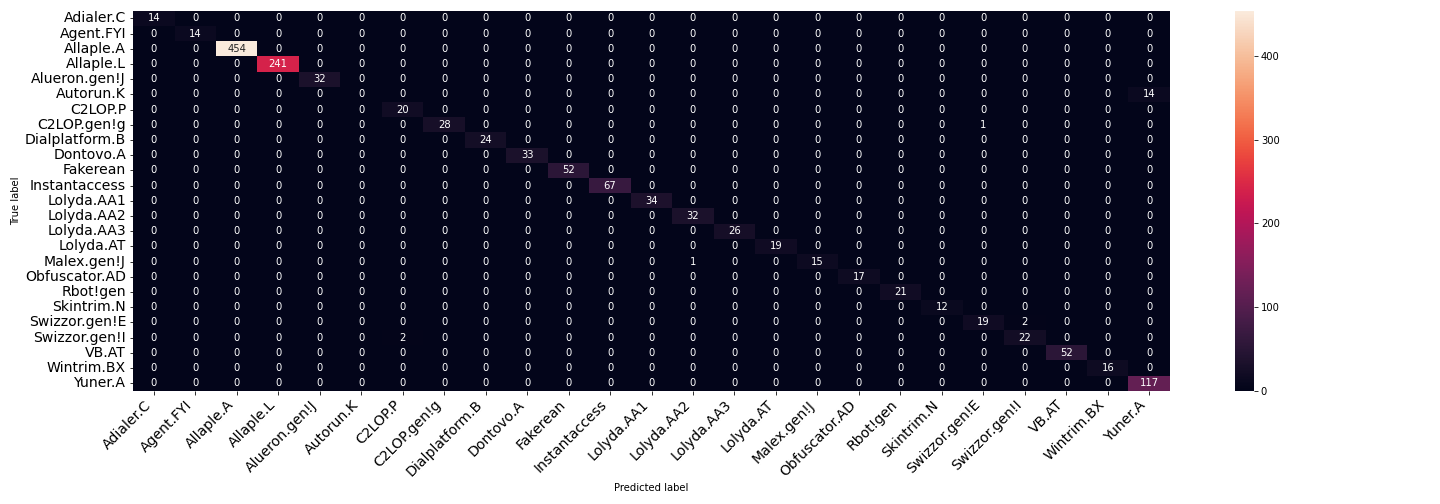 Adialer.C 14 0 0 0 0 0 0 0 0 0 0 0 0 0 0 0 0 0 0 0 0 0 0 0 0
Agent.FYI 0 14 0 0 0 0 0 0 0 0 0 0 0 0 0 0 0 0 0 0 0 0 0 0 0
Allaple.A 0 0 454 0 0 0 0 0 0 0 0 0 0 0 0 0 0 0 0 0 0 0 0 0 0
Allaple.L 0 0 0 241 0 0 0 0 0 0 0 0 0 0 0 0 0 0 0 0 0 0 0 0 0
Alueron.gen!J 0 0 0 0 32 0 0 0 0 0 0 0 0 0 0 0 0 0 0 0 0 0 0 0 0
Autorun.K 0 0 0 0 0 0 0 0 0 0 0 0 0 0 0 0 0 0 0 0 0 0 0 0 14
C2LOP.P 0 0 0 0 0 0 20 0 0 0 0 0 0 0 0 0 0 0 0 0 0 0 0 0 0
C2LOP.gen!g 0 0 0 0 0 0 0 28 0 0 0 0 0 0 0 0 0 0 0 0 1 0 0 0 0
Dialplatform.B 0 0 0 0 0 0 0 0 24 0 0 0 0 0 0 0 0 0 0 0 0 0 0 0 0
Dontovo.A 0 0 0 0 0 0 0 0 0 33 0 0 0 0 0 0 0 0 0 0 0 0 0 0 0
Fakerean 0 0 0 0 0 0 0 0 0 0 52 0 0 0 0 0 0 0 0 0 0 0 0 0 0
Instantaccess 0 0 0 0 0 0 0 0 0 0 0 67 0 0 0 0 0 0 0 0 0 0 0 0 0
Lolyda.AA1 0 0 0 0 0 0 0 0 0 0 0 0 34 0 0 0 0 0 0 0 0 0 0 0 0
Lolyda.AA2 0 0 0 0 0 0 0 0 0 0 0 0 0 32 0 0 0 0 0 0 0 0 0 0 0
Lolyda.AA3 0 0 0 0 0 0 0 0 0 0 0 0 0 0 26 0 0 0 0 0 0 0 0 0 0
Lolyda.AT 0 0 0 0 0 0 0 0 0 0 0 0 0 0 0 19 0 0 0 0 0 0 0 0 0
Malex.gen!J 0 0 0 0 0 0 0 0 0 0 0 0 0 1 0 0 15 0 0 0 0 0 0 0 0
Obfuscator.AD 0 0 0 0 0 0 0 0 0 0 0 0 0 0 0 0 0 17 0 0 0 0 0 0 0
Rbot!gen 0 0 0 0 0 0 0 0 0 0 0 0 0 0 0 0 0 0 21 0 0 0 0 0 0
Skintrim.N 0 0 0 0 0 0 0 0 0 0 0 0 0 0 0 0 0 0 0 12 0 0 0 0 0
Swizzor.gen!E 0 0 0 0 0 0 0 0 0 0 0 0 0 0 0 0 0 0 0 0 19 2 0 0 0
Swizzor.gen!I 0 0 0 0 0 0 2 0 0 0 0 0 0 0 0 0 0 0 0 0 0 22 0 0 0
VB.AT 0 0 0 0 0 0 0 0 0 0 0 0 0 0 0 0 0 0 0 0 0 0 52 0 0
Wintrim.BX 0 0 0 0 0 0 0 0 0 0 0 0 0 0 0 0 0 0 0 0 0 0 0 16 0
Yuner.A 0 0 0 0 0 0 0 0 0 0 0 0 0 0 0 0 0 0 0 0 0 0 0 0 117
True label
Adialer.C Agent.FYI Allaple.A Allaple.L Alueron.gen!J Autorun.K C2LOP.P C2LOP.gen!g Dialplatform.B Dontovo.A Fakerean Instantaccess Lolyda.AA1 Lolyda.AA2 Lolyda.AA3 Lolyda.AT Malex.gen!J Obfuscator.AD Rbot!gen Skintrim.N Swizzor.gen!E Swizzor.gen!I VB.AT Wintrim.BX Yuner.A
Predicted label
400
300
200
100
0